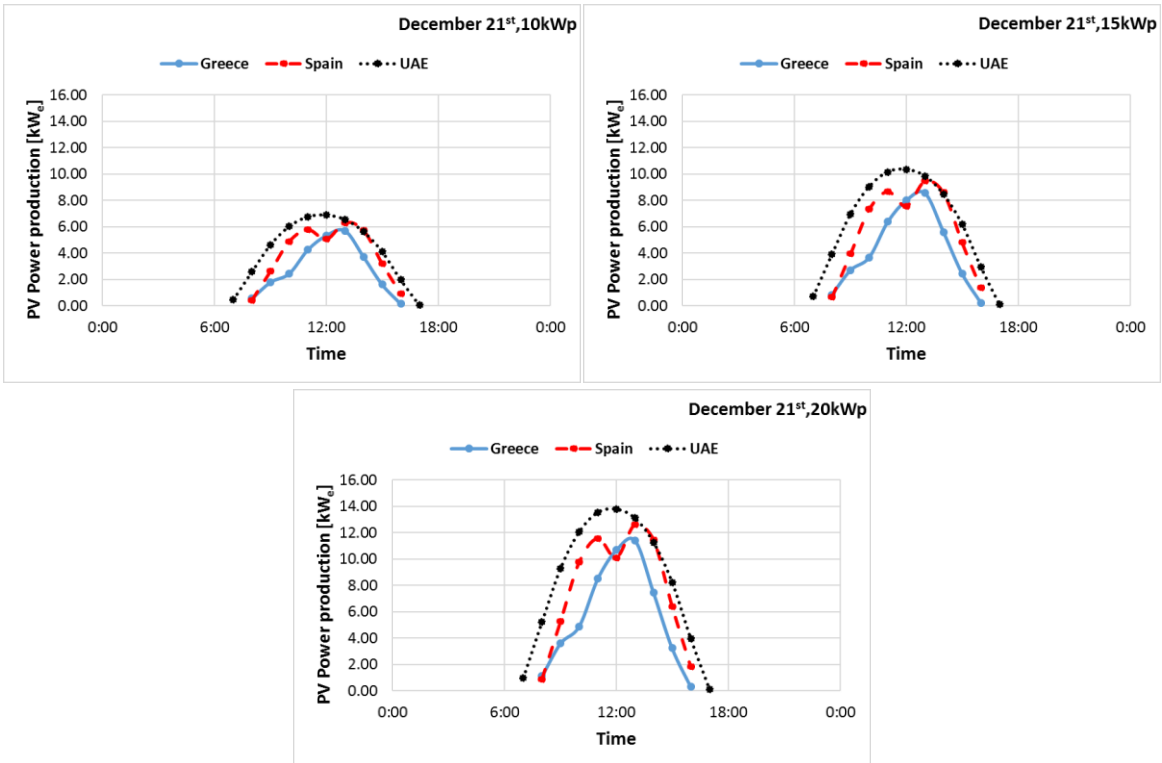 December 21st,10kWp
Greece Spain UAE
PV Power production [kWe]
16.00
14.00
12.00
10.00
8.00
6.00
4.00
2.00
0.00
0:00 6:00 12:00 18:00 0:00
Time
December 21st,15kWp
Greece Spain UAE
PV Power production [kWe]
16.00
14.00
12.00
10.00
8.00
6.00
4.00
2.00
0.00
0:00 6:00 12:00 18:00 0:00
Time
December 21st,20kWp
Greece Spain UAE
PV Power production [kWe]
16.00
14.00
12.00
10.00
8.00
6.00
4.00
2.00
0.00
0:00 6:00 12:00 18:00 0:00
Time